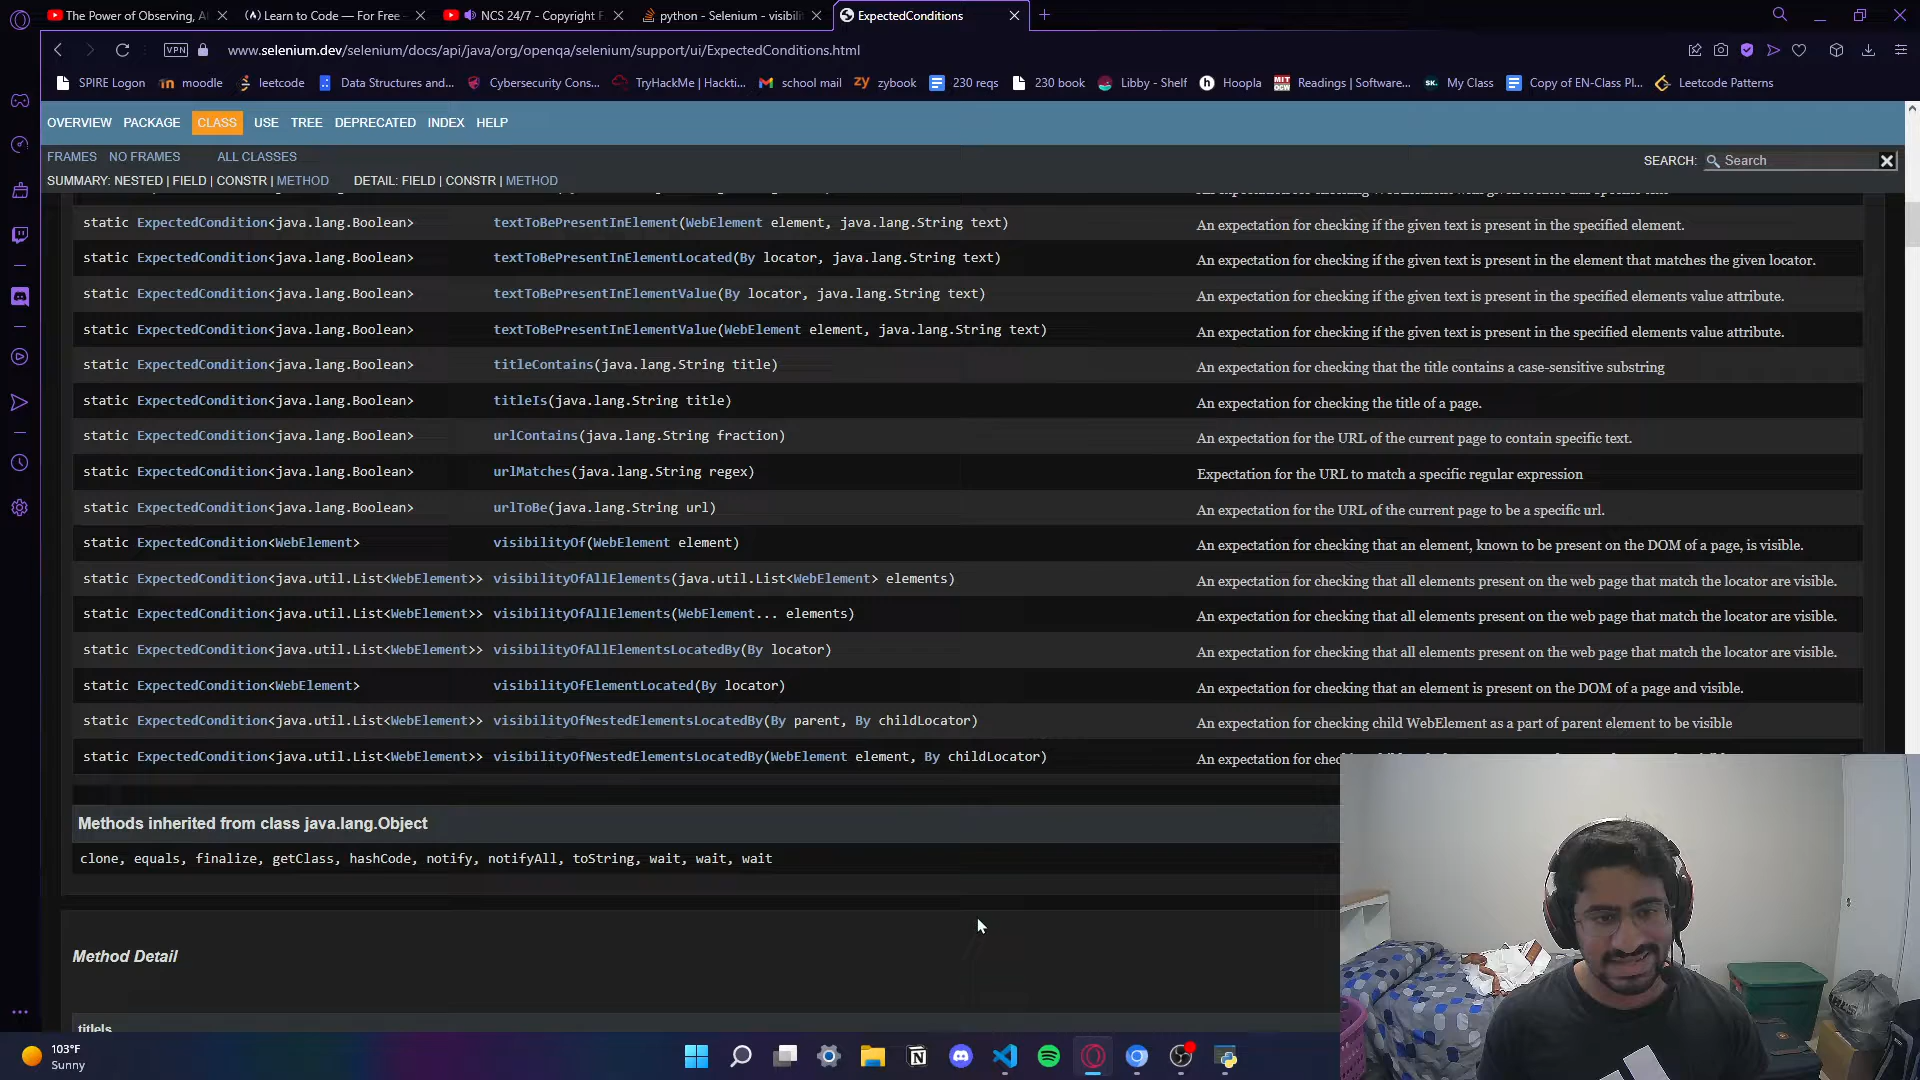 The Power of Observing, A
Learn to Code — For Free
NCS 24/7 - Copyright F
python - Selenium - visibili
ExpectedConditions
VPN
www.selenium.dev/selenium/docs/api/java/org/openqa/selenium/support/ui/ExpectedConditions.html
SPIRE Logon
moodle
leetcode
Data Structures and...
Cybersecurity Cons...
TryHackMe | Hackti...
school mail
zybook
230 reqs
230 book
Libby - Shelf
Hoopla
Readings | Software...
My Class
Copy of EN-Class Pl...
Leetcode Patterns
OVERVIEW PACKAGE CLASS USE TREE DEPRECATED INDEX HELP
FRAMES NO FRAMES ALL CLASSES
SEARCH: Search
SUMMARY: NESTED | FIELD | CONSTR | METHOD DETAIL: FIELD | CONSTR | METHOD
static ExpectedCondition<java.lang.Boolean> textToBePresentInElement(WebElement element, java.lang.String text) An expectation for checking if the given text is present in the specified element.
static ExpectedCondition<java.lang.Boolean> textToBePresentInElementLocated(By locator, java.lang.String text) An expectation for checking if the given text is present in the element that matches the given locator.
static ExpectedCondition<java.lang.Boolean> textToBePresentInElementValue(By locator, java.lang.String text) An expectation for checking if the given text is present in the specified elements value attribute.
static ExpectedCondition<java.lang.Boolean> textToBePresentInElementValue(WebElement element, java.lang.String text) An expectation for checking if the given text is present in the specified elements value attribute.
static ExpectedCondition<java.lang.Boolean> titleContains(java.lang.String title) An expectation for checking that the title contains a case-sensitive substring
static ExpectedCondition<java.lang.Boolean> titleIs(java.lang.String title) An expectation for checking the title of a page.
static ExpectedCondition<java.lang.Boolean> urlContains(java.lang.String fraction) An expectation for the URL of the current page to contain specific text.
static ExpectedCondition<java.lang.Boolean> urlMatches(java.lang.String regex) Expectation for the URL to match a specific regular expression
static ExpectedCondition<java.lang.Boolean> urlToBe(java.lang.String url) An expectation for the URL of the current page to be a specific url.
static ExpectedCondition<WebElement> visibilityOf(WebElement element) An expectation for checking that an element, known to be present on the DOM of a page, is visible.
static ExpectedCondition<java.util.List<WebElement>> visibilityOfAllElements(java.util.List<WebElement> elements) An expectation for checking that all elements present on the web page that match the locator are visible.
static ExpectedCondition<java.util.List<WebElement>> visibilityOfAllElements(WebElement... elements) An expectation for checking that all elements present on the web page that match the locator are visible.
static ExpectedCondition<java.util.List<WebElement>> visibilityOfAllElementsLocatedBy(By locator) An expectation for checking that all elements present on the web page that match the locator are visible.
static ExpectedCondition<WebElement> visibilityOfElementLocated(By locator) An expectation for checking that an element is present on the DOM of a page and visible.
static ExpectedCondition<java.util.List<WebElement>> visibilityOfNestedElementsLocatedBy(By parent, By childLocator) An expectation for checking child WebElement as a part of parent element to be visible
static ExpectedCondition<java.util.List<WebElement>> visibilityOfNestedElementsLocatedBy(WebElement element, By childLocator) An expectation for chec
Methods inherited from class java.lang.Object
clone, equals, finalize, getClass, hashCode, notify, notifyAll, toString, wait, wait, wait
Method Detail
titleIs
103°F
Sunny